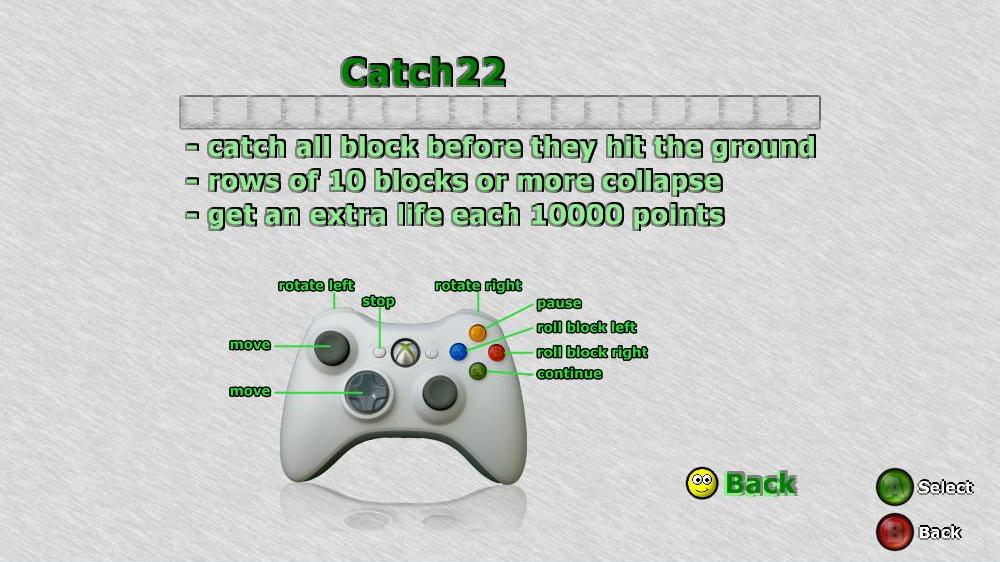 Catch22
- catch all block before they hit the ground
- rows of 10 blocks or more collapse
- get an extra life each 10000 points
rotate left
rotate right
stop
pause
roll block left
move
roll block right
continue
move
Back
A Select
B Back